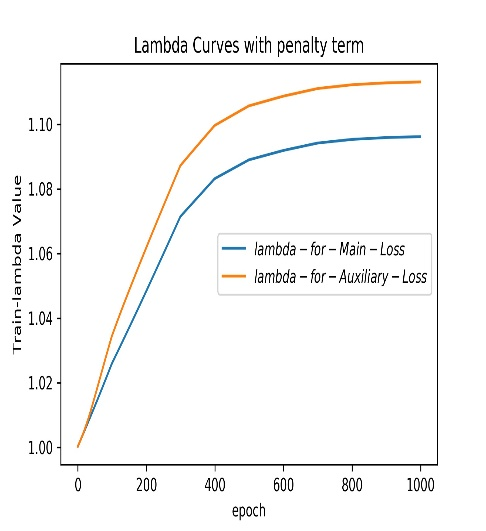 Lambda Curves with penalty term
Train-lambda Value
1.10
1.08
1.06
1.04
1.02
1.00
lambda – for – Main – Loss
lambda – for – Auxiliary – Loss
0 200 400 600 800 1000
epoch